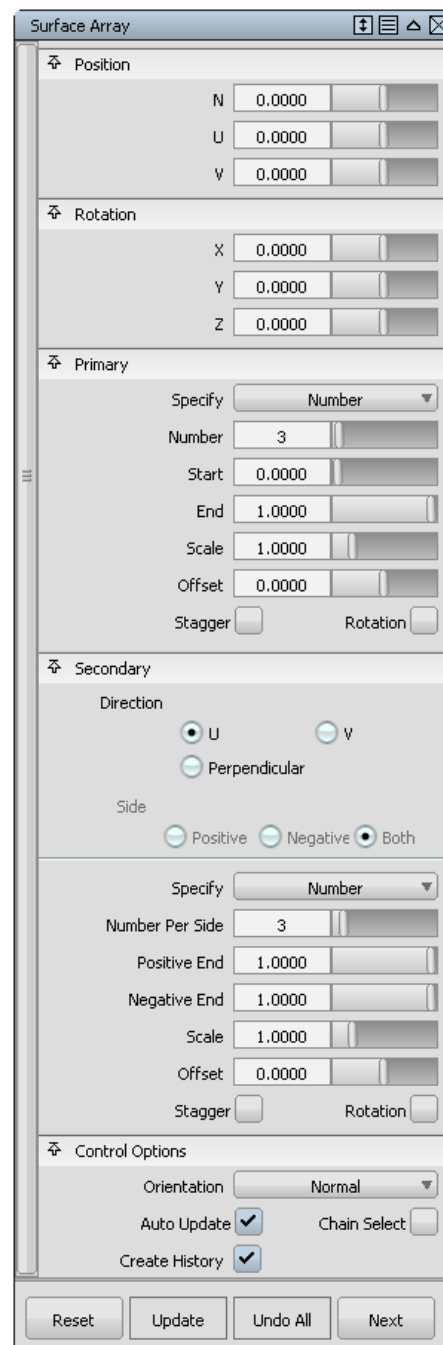 Surface Array
Position
N 0.0000
U 0.0000
V 0.0000
Rotation
X 0.0000
Y 0.0000
Z 0.0000
Primary
Specify Number
Number 3
Start 0.0000
End 1.0000
Scale 1.0000
Offset 0.0000
Stagger Rotation
Secondary
Direction
U V
Perpendicular
Side
Positive Negative Both
Specify Number
Number Per Side 3
Positive End 1.0000
Negative End 1.0000
Scale 1.0000
Offset 0.0000
Stagger Rotation
Control Options
Orientation Normal
Auto Update Chain Select
Create History
Reset Update Undo All Next